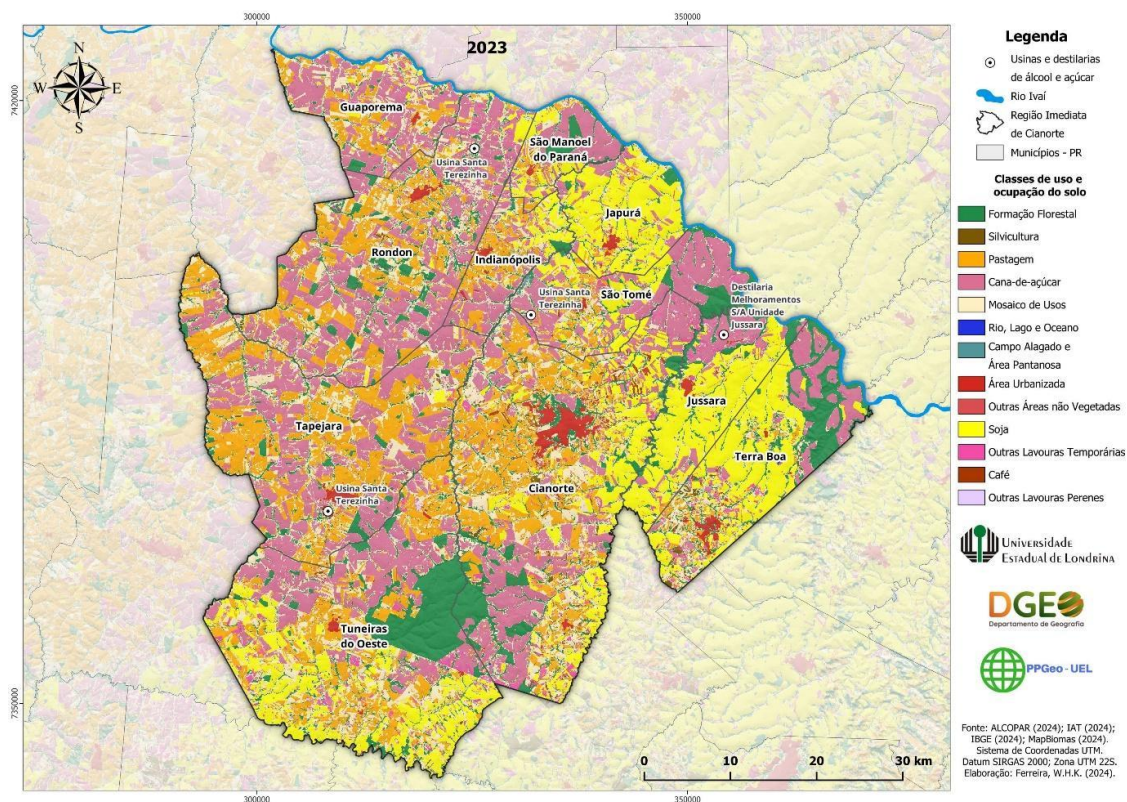 300000
350000
2023
N
W
E
S
7420000
Guaporema
São Manoel
do Paraná
Usina Santa
Terezinha
Japurá
Rondon
Indianópolis
Usina Santa
Terezinha
São Tomé
Destilaria
Melhoramentos
S/A Unidade
Jussara
Jussara
Tapejara
Terra Boa
Cianorte
Usina Santa
Terezinha
Tuneiras
do Oeste
7350000
0
10
20
30 km
300000
350000
Legenda
Usinas e destilarias
de álcool e açúcar
Rio Ivaí
Região Imediata
de Cianorte
Municípios - PR
Classes de uso e
ocupação do solo
Formação Florestal
Silvicultura
Pastagem
Cana-de-açúcar
Mosaico de Usos
Rio, Lago e Oceano
Campo Alagado e
Área Pantanosa
Área Urbanizada
Outras Áreas não Vegetadas
Soja
Outras Lavouras Temporárias
Café
Outras Lavouras Perenes
Universidade
Estadual de Londrina
DGEO
Departamento de Geografia
PPGeo - UEL
Fonte: ALCOPAR (2024); IAT (2024);
IBGE (2024); MapBiomas (2024).
Sistema de Coordenadas UTM.
Datum SIRGAS 2000; Zona UTM 22S.
Elaboração: Ferreira, W.H.K. (2024).